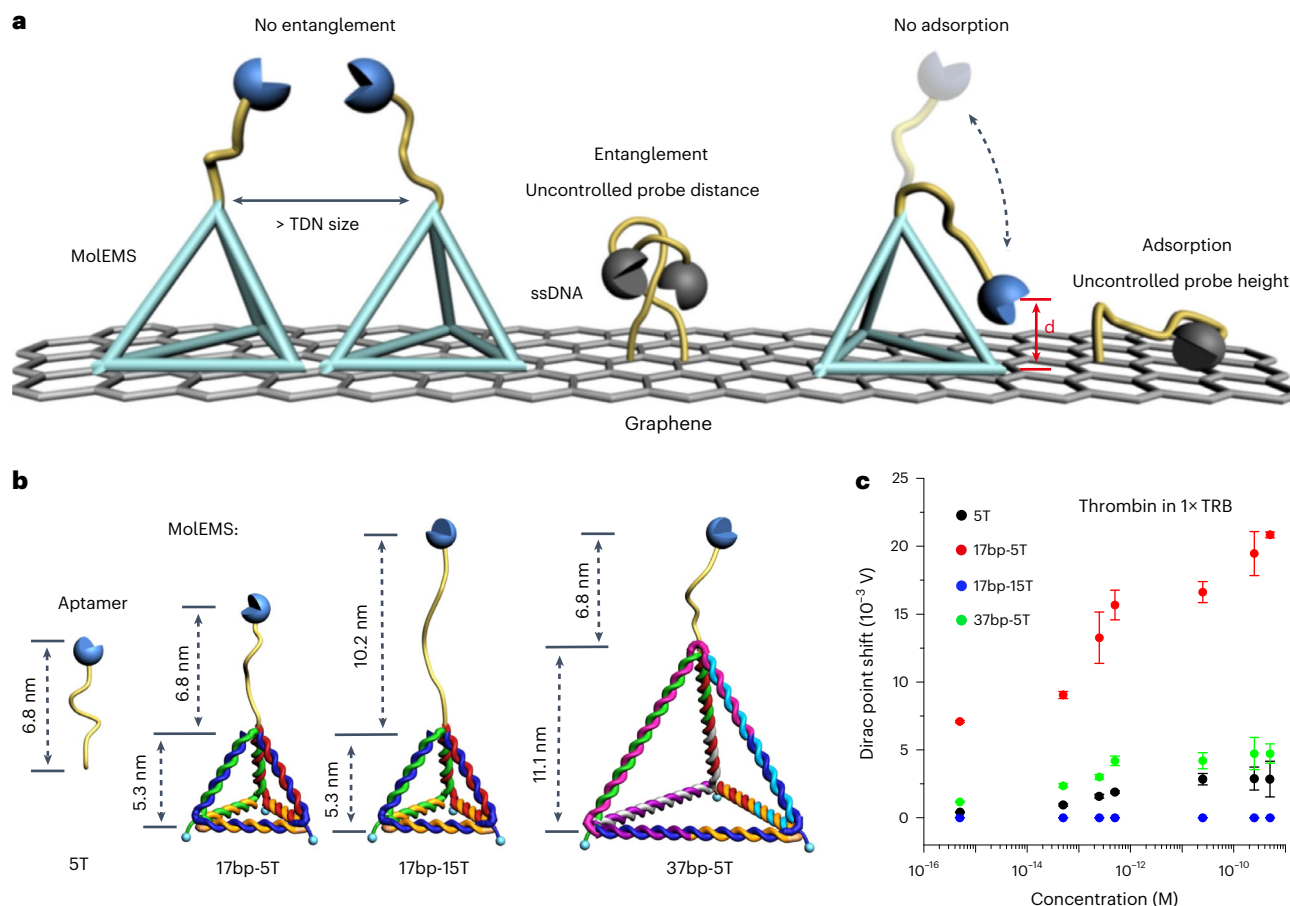 a
No entanglement
No adsorption
Entanglement
Uncontrolled probe distance
> TDN size
MolEMS
ssDNA
d
Adsorption
Uncontrolled probe height
Graphene
b
MolEMS:
Aptamer
6.8 nm
6.8 nm
5.3 nm
10.2 nm
5.3 nm
6.8 nm
11.1 nm
5T
17bp-5T
17bp-15T
37bp-5T
c
Thrombin in 1× TRB
5T
17bp-5T
17bp-15T
37bp-5T
Dirac point shift (10⁻³ V)
25
20
15
10
5
0
10⁻¹⁶
10⁻¹⁴
10⁻¹²
10⁻¹⁰
Concentration (M)